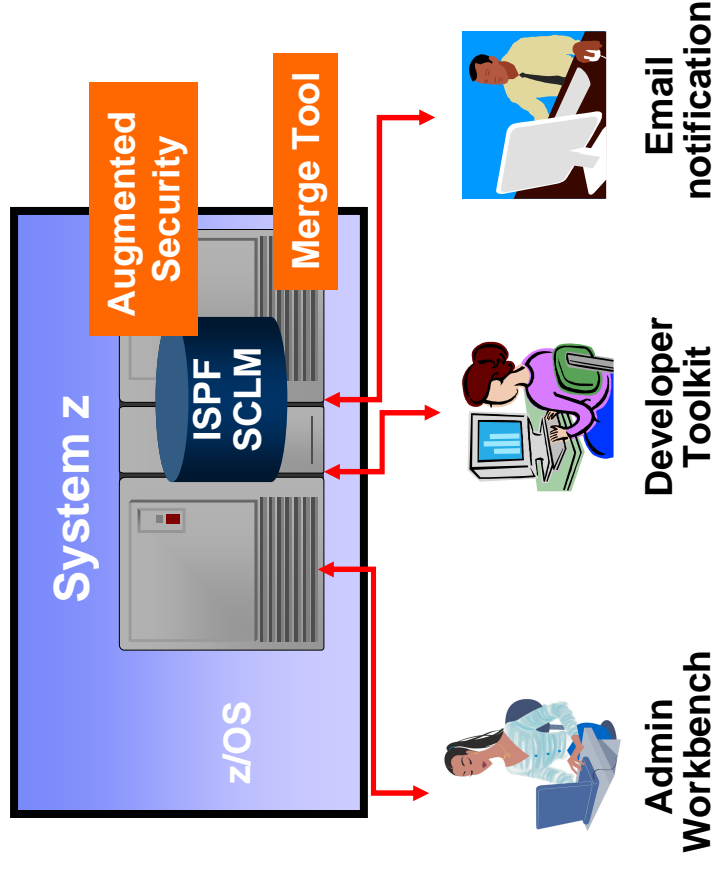 System z
Augmented
Security
ISPF
SCLM
Merge Tool
z/OS
Admin
Workbench
Developer
Toolkit
Email
notification